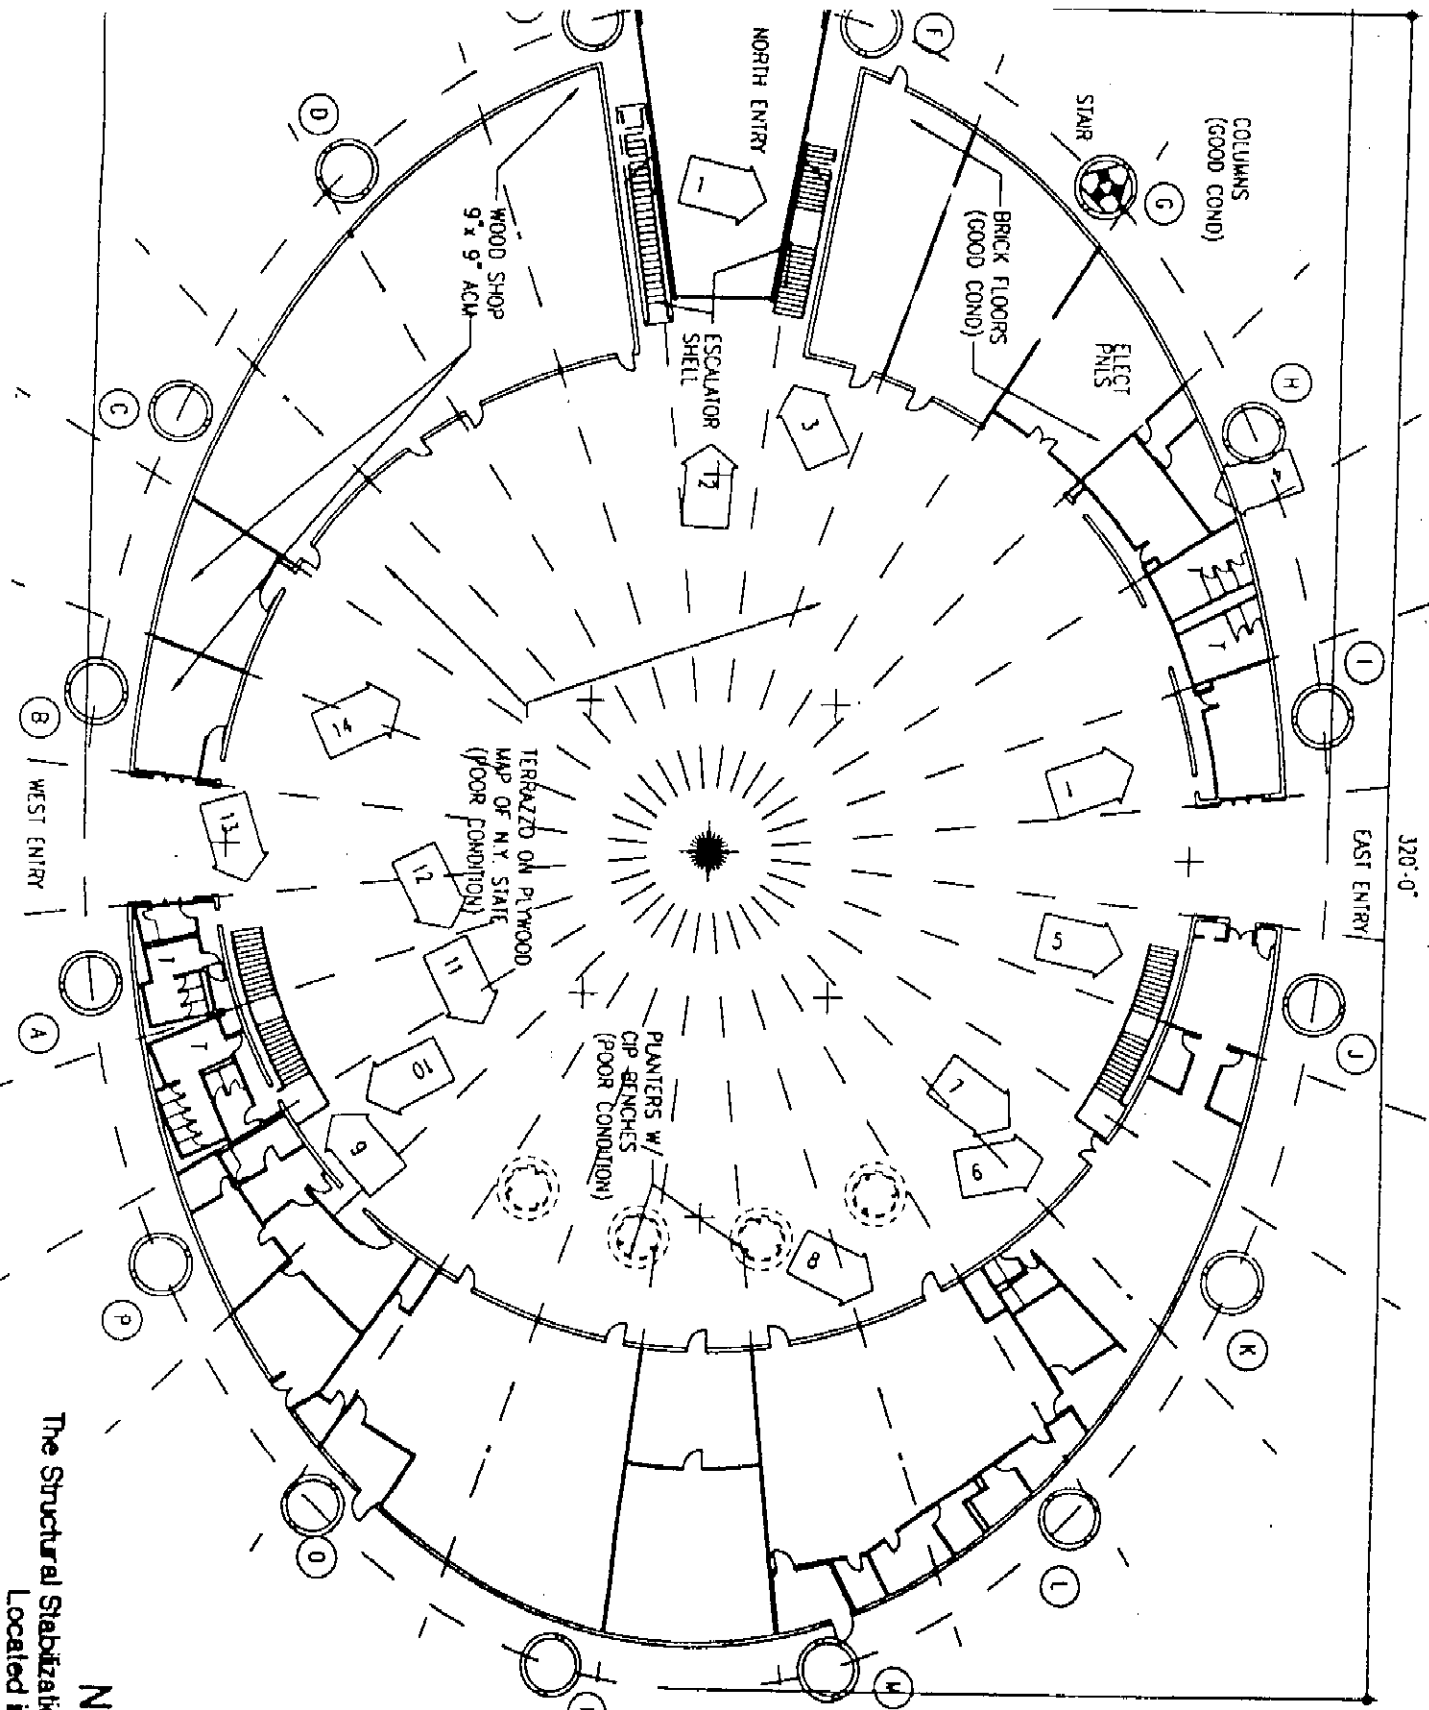 F
NORTH ENTRY
STAIR
COLUMNS
(GOOD COND)
G
D
1
BRICK FLOORS
(GOOD COND)
WOOD SHOP
9" x 9" ACM
ELECT
PNLS
H
ESCALATOR
SHELL
C
3
12
4
T
T
I
14
B
WEST ENTRY
TERRAZZO ON PLYWOOD
MAP OF N.Y. STATE
(POOR CONDITION)
1
320'-0"
EAST ENTRY
13
12
5
11
A
T
T
J
PLANTERS W/
CIP BENCHES
(POOR CONDITION)
10
7
9
6
8
P
K
O
L
M
N
The Structural Stabilizati
Located i